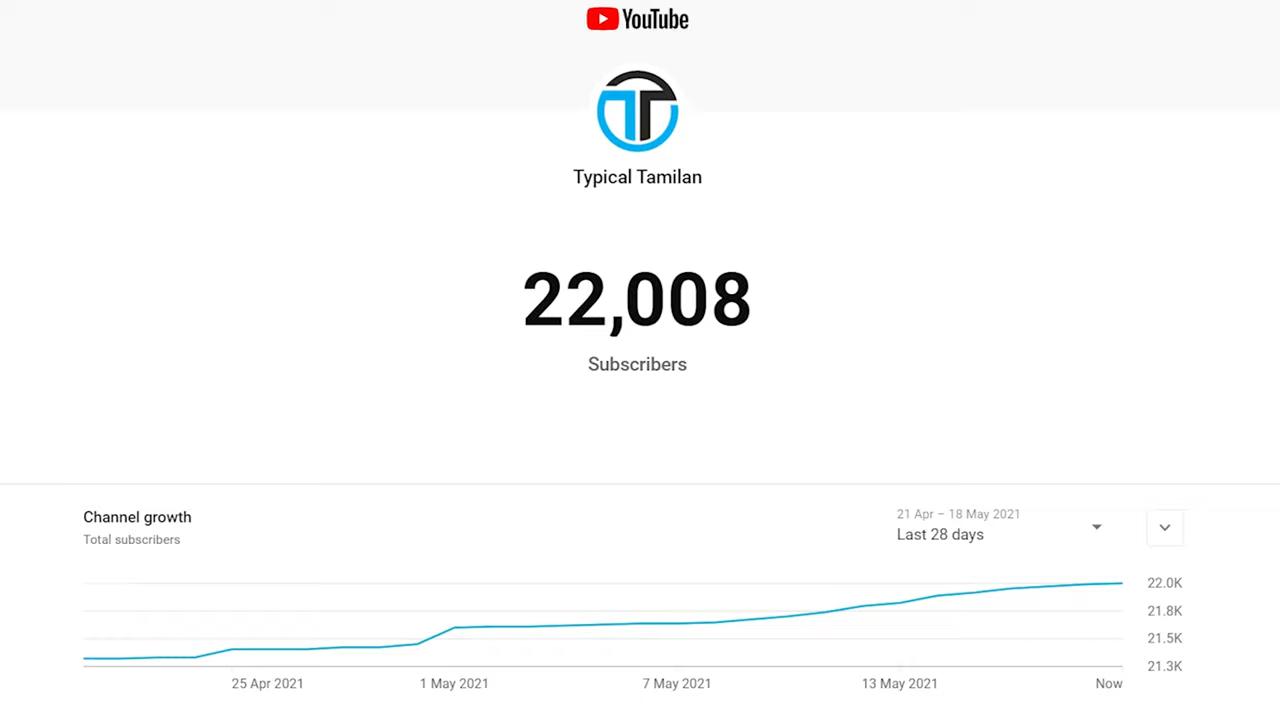 YouTube
Typical Tamilan
22,008
Subscribers
Channel growth
Total subscribers
21 Apr – 18 May 2021
Last 28 days
22.0K
21.8K
21.5K
21.3K
25 Apr 2021 1 May 2021 7 May 2021 13 May 2021 Now